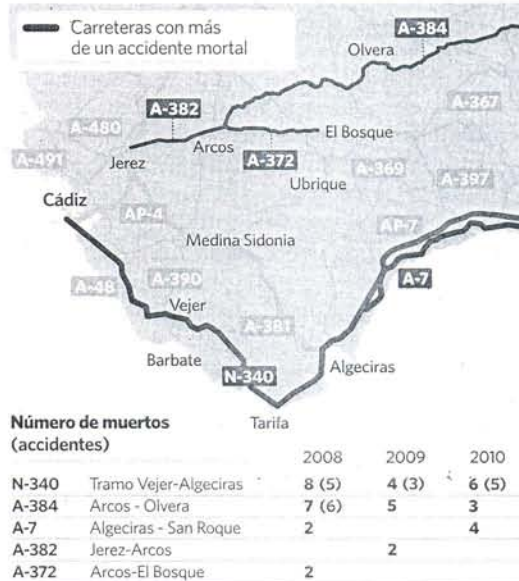 Carreteras con más
de un accidente mortal
A-384
Olvera
A-382
A-367
A-480
El Bosque
A-491
Jerez
Arcos
A-372
A-369
A-397
Ubrique
Cádiz
AP-4
AP-7
Medina Sidonia
A-7
A-48
A-390
Vejer
A-381
Barbate
Algeciras
N-340
Tarifa
Número de muertos
(accidentes)
2008 2009 2010
N-340 Tramo Vejer-Algeciras 8 (5) 4 (3) 6 (5)
A-384 Arcos - Olvera 7 (6) 5 3
A-7 Algeciras - San Roque 2 4
A-382 Jerez-Arcos 2
A-372 Arcos-El Bosque 2